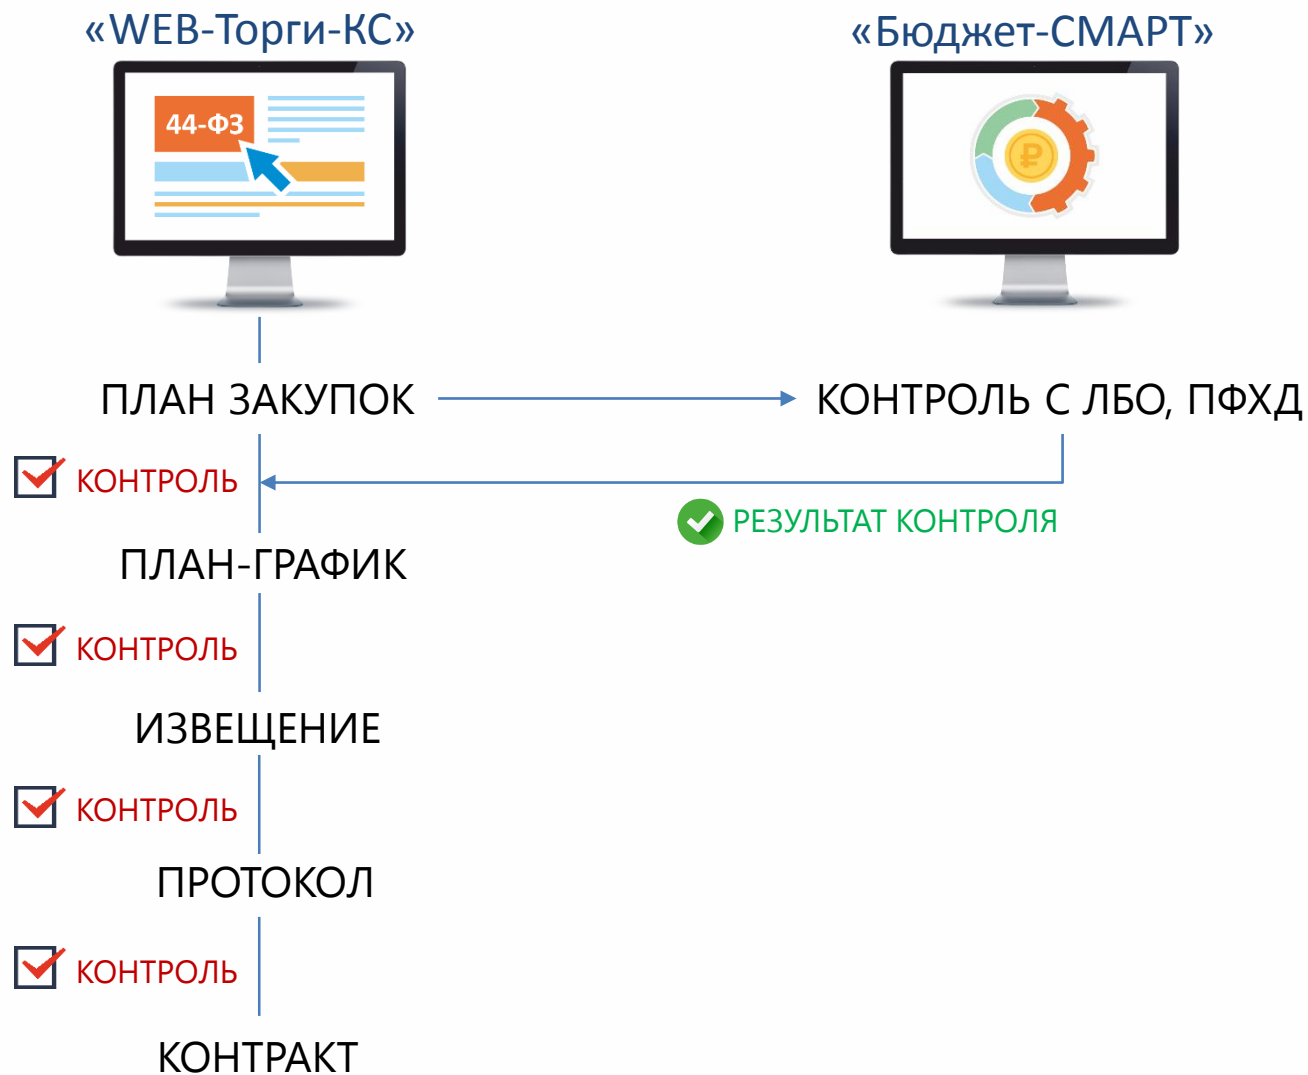 «WEB-Торги-КС»
«Бюджет-СМАРТ»
44-ФЗ
₽
ПЛАН ЗАКУПОК
КОНТРОЛЬ С ЛБО, ПФХД
КОНТРОЛЬ
РЕЗУЛЬТАТ КОНТРОЛЯ
ПЛАН-ГРАФИК
КОНТРОЛЬ
ИЗВЕЩЕНИЕ
КОНТРОЛЬ
ПРОТОКОЛ
КОНТРОЛЬ
КОНТРАКТ